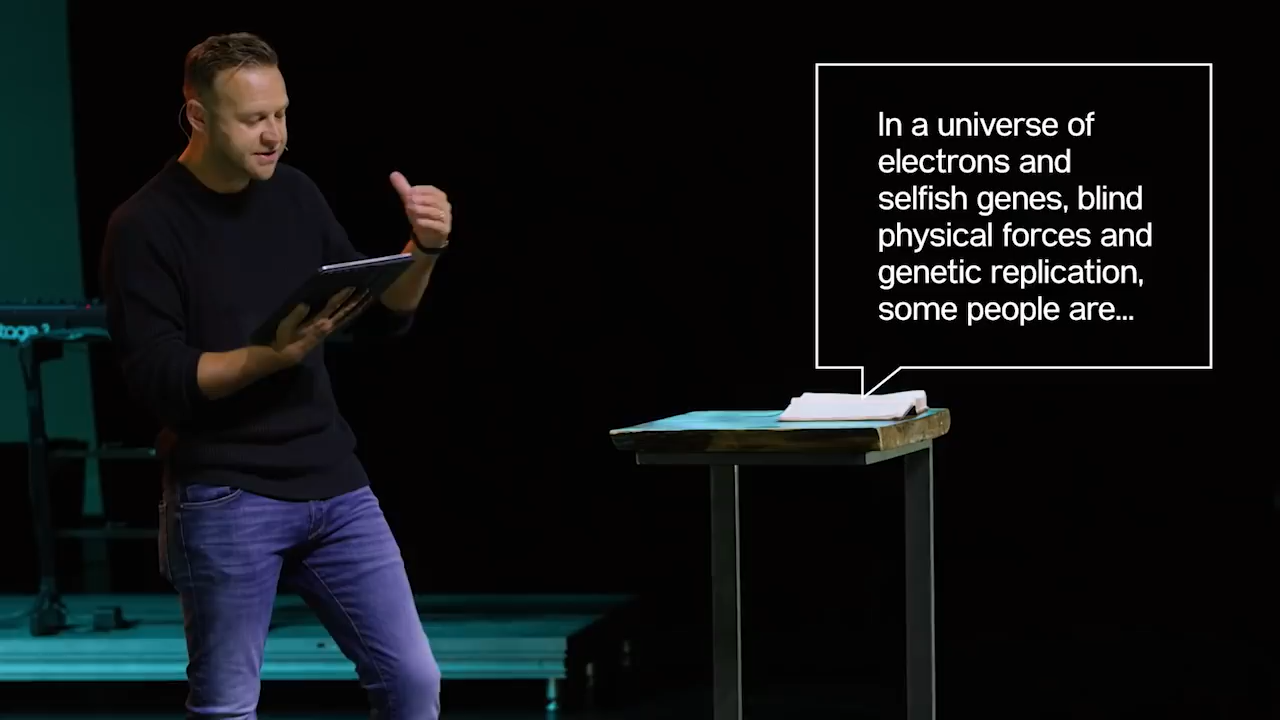 In a universe of
electrons and
selfish genes, blind
physical forces and
genetic replication,
some people are...